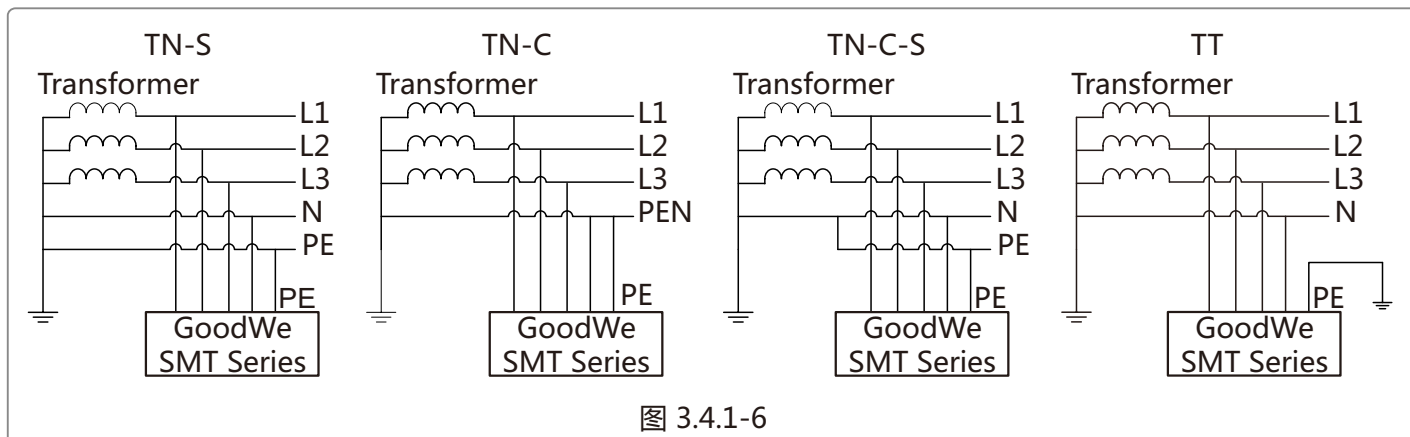 TN-S
Transformer
L1
L2
L3
N
PE
PE
GoodWe
SMT Series
TN-C
Transformer
L1
L2
L3
PEN
PE
GoodWe
SMT Series
TN-C-S
Transformer
L1
L2
L3
N
PE
PE
GoodWe
SMT Series
TT
Transformer
L1
L2
L3
N
PE
GoodWe
SMT Series
图 3.4.1-6